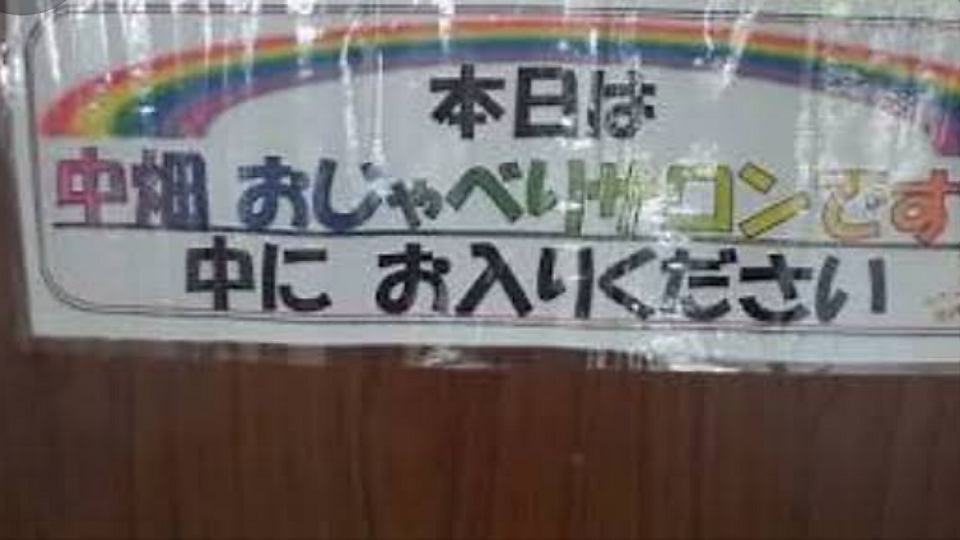 本日は
中畑 おしゃべりサロンです
中に お入りください